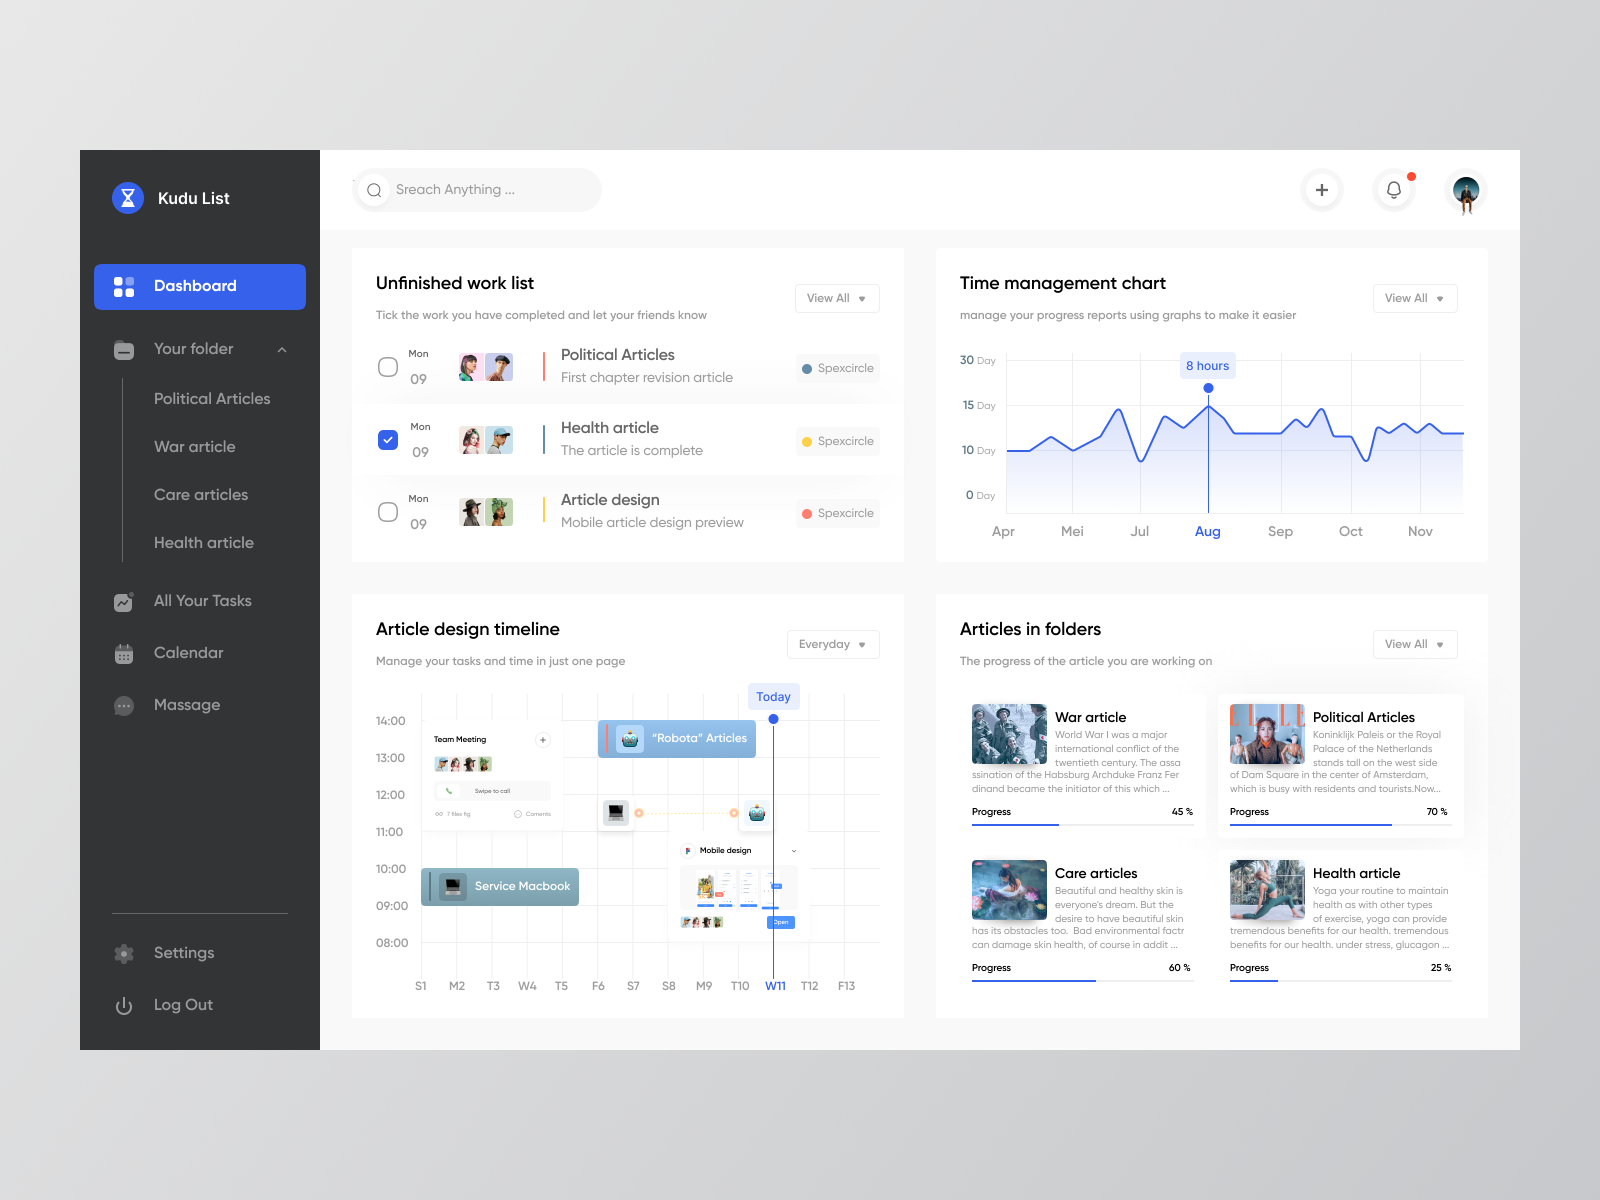 Kudu List
Dashboard
Your folder
Political Articles
War article
Care articles
Health article
All Your Tasks
Calendar
Massage
Settings
Log Out
Sreach Anything ...
Unfinished work list
Tick the work you have completed and let your friends know
View All
Mon
09
Political Articles
First chapter revision article
Spexcircle
Mon
09
Health article
The article is complete
Spexcircle
Mon
09
Article design
Mobile article design preview
Spexcircle
Time management chart
manage your progress reports using graphs to make it easier
View All
30 Day
15 Day
10 Day
0 Day
8 hours
Apr Mei Jul Aug Sep Oct Nov
Article design timeline
Manage your tasks and time in just one page
Everyday
Today
14:00
13:00
12:00
11:00
10:00
09:00
08:00
Team Meeting
Swipe to call
7 files fig
Coments
“Robota” Articles
Service Macbook
Mobile design
Open
S1 M2 T3 W4 T5 F6 S7 S8 M9 T10 W11 T12 F13
Articles in folders
The progress of the article you are working on
View All
War article
World War I was a major
international conflict of the
twentieth century. The assa
ssination of the Habsburg Archduke Franz Fer
dinand became the initiator of this which ...
Progress 45 %
Political Articles
Koninklijk Paleis or the Royal
Palace of the Netherlands
stands tall on the west side
of Dam Square in the center of Amsterdam,
which is busy with residents and tourists.Now...
Progress 70 %
Care articles
Beautiful and healthy skin is
everyone's dream. But the
desire to have beautiful skin
has its obstacles too. Bad environmental factr
can damage skin health, of course in addit ...
Progress 60 %
Health article
Yoga your routine to maintain
health as with other types
of exercise, yoga can provide
tremendous benefits for our health. tremendous
benefits for our health. under stress, glucagon ...
Progress 25 %